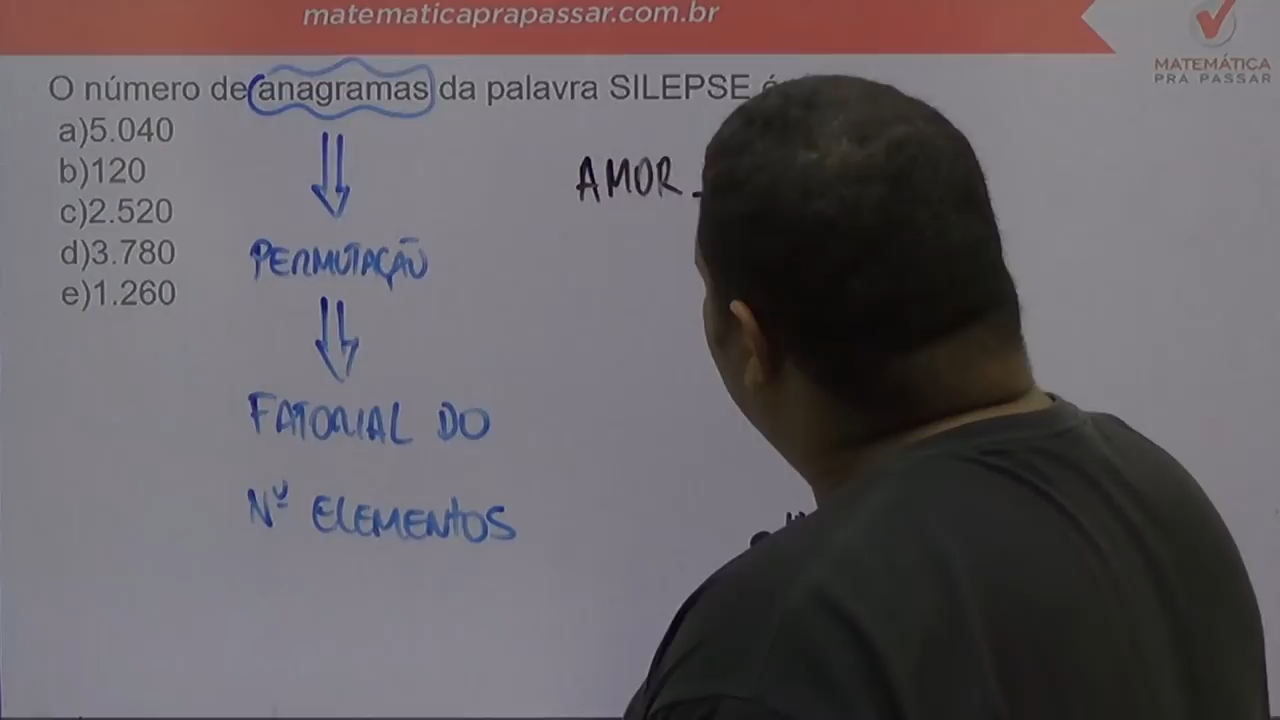 matematicaprapassar.com.br
MATEMÁTICA
PRA PASSAR
O número de anagramas da palavra SILEPSE é
a)5.040
b)120
c)2.520
d)3.780
e)1.260
AMOR
PERMUTAÇÃO
FATORIAL DO
Nº ELEMENTOS